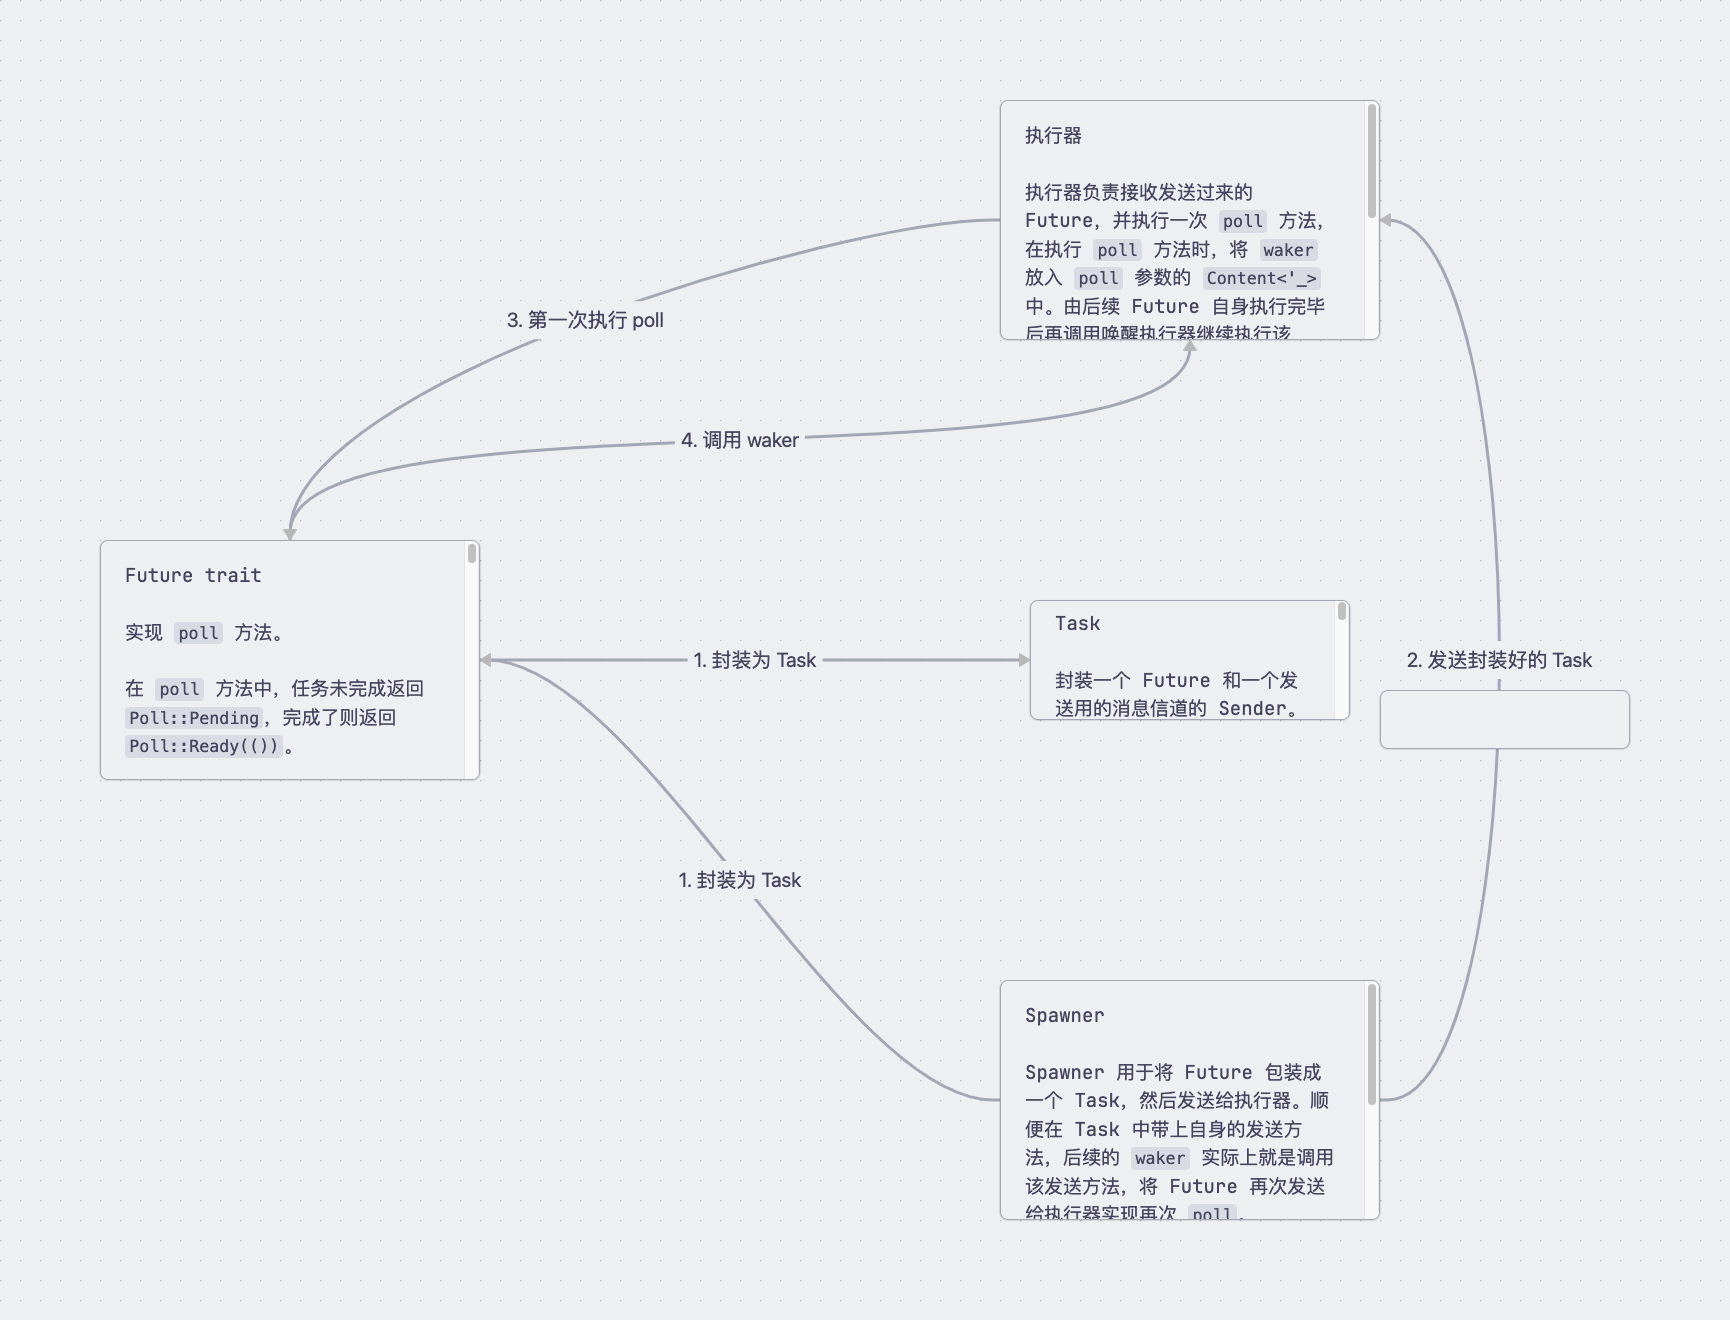 执行器
执行器负责接收发送过来的
Future，并执行一次 poll 方法，
在执行 poll 方法时，将 waker
放入 poll 参数的 Content<'_>
中。由后续 Future 自身执行完毕
后再调用唤醒执行器继续执行该
3. 第一次执行 poll
4. 调用 waker
Future trait
实现 poll 方法。
在 poll 方法中，任务未完成返回
Poll::Pending，完成了则返回
Poll::Ready(())。
1. 封装为 Task
Task
封装一个 Future 和一个发
送用的消息信道的 Sender。
2. 发送封装好的 Task
1. 封装为 Task
Spawner
Spawner 用于将 Future 包装成
一个 Task，然后发送给执行器。顺
便在 Task 中带上自身的发送方
法，后续的 waker 实际上就是调用
该发送方法，将 Future 再次发送
给执行器实现再次 poll。